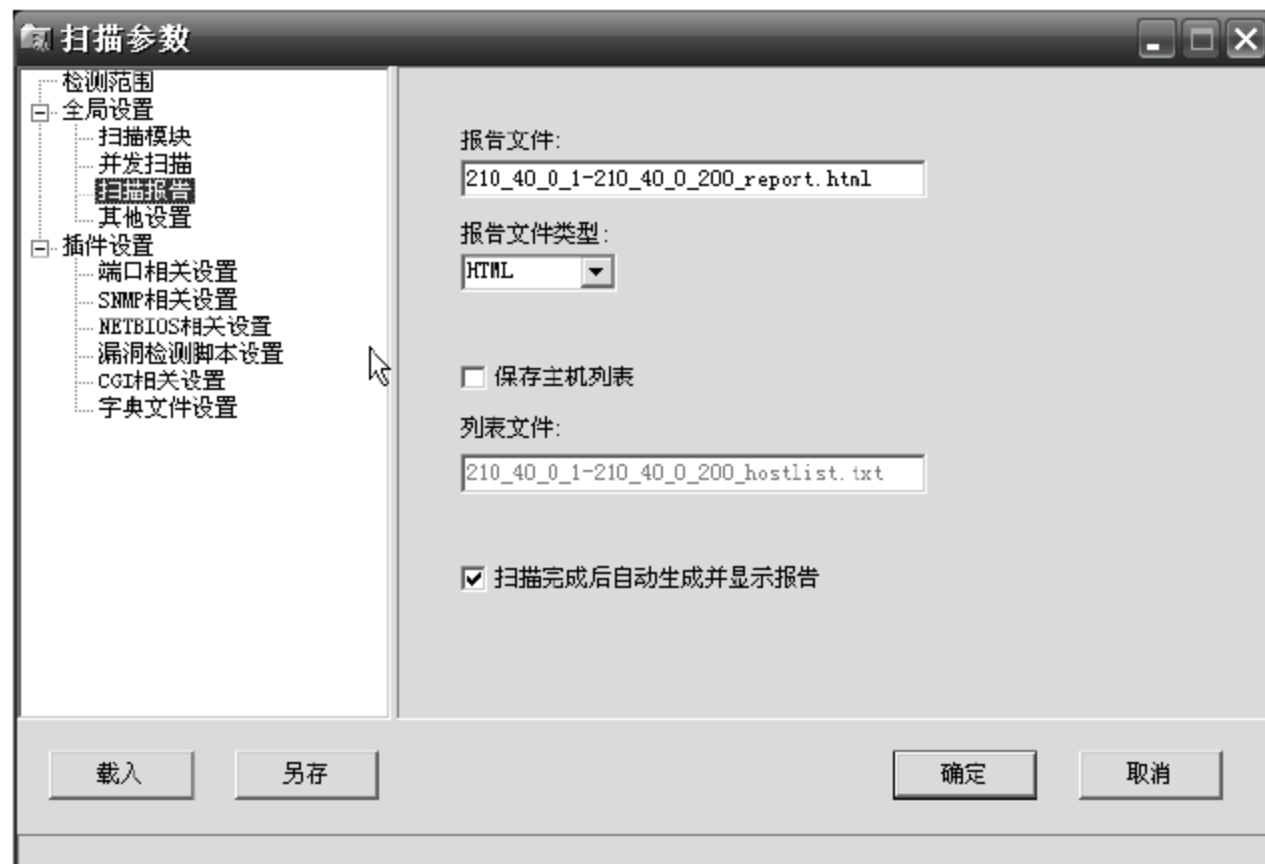 扫描参数
检测范围
全局设置
扫描模块
并发扫描
扫描报告
其他设置
插件设置
端口相关设置
SNMP相关设置
NETBIOS相关设置
漏洞检测脚本设置
CGI相关设置
字典文件设置
报告文件:
210_40_0_1-210_40_0_200_report.html
报告文件类型:
HTML
保存主机列表
列表文件:
210_40_0_1-210_40_0_200_hostlist.txt
扫描完成后自动生成并显示报告
载入
另存
确定
取消